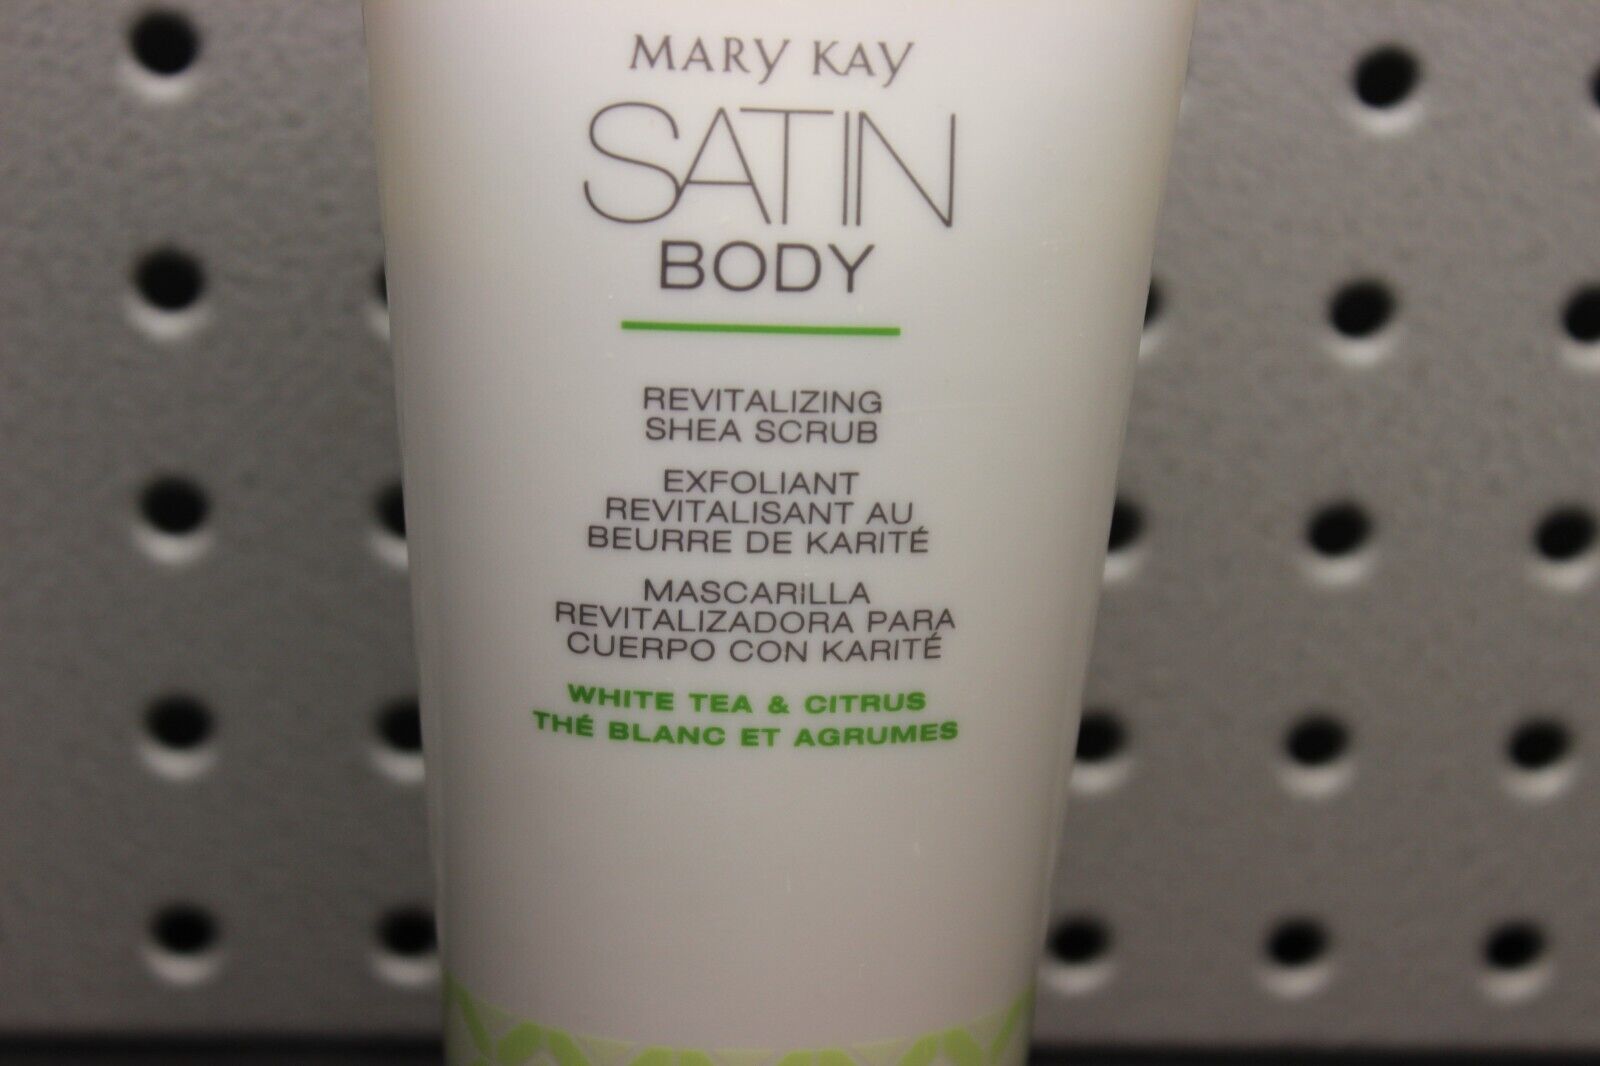 MARY KAY
SATIN
BODY
REVITALIZING
SHEA SCRUB
EXFOLIANT
REVITALISANT AU
BEURRE DE KARITÉ
MASCARILLA
REVITALIZADORA PARA
CUERPO CON KARITÉ
WHITE TEA & CITRUS
THÉ BLANC ET AGRUMES